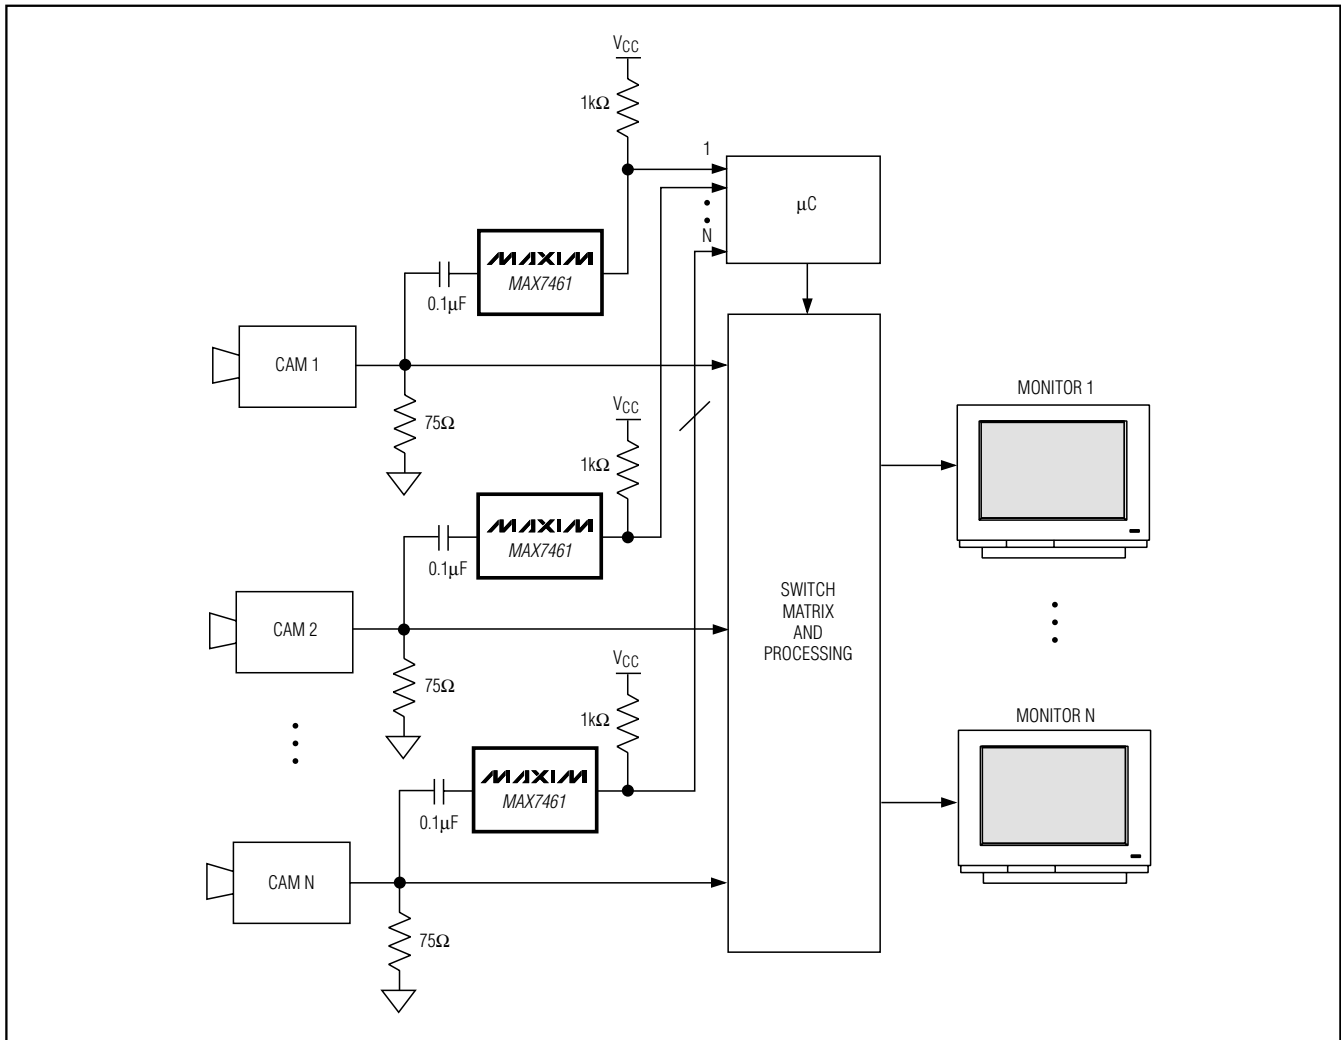 VCC
1kΩ
1
μC
N
MAXIM
MAX7461
0.1μF
CAM 1
75Ω
VCC
1kΩ
MONITOR 1
MAXIM
MAX7461
0.1μF
SWITCH
MATRIX
AND
PROCESSING
CAM 2
75Ω
VCC
1kΩ
MONITOR N
MAXIM
MAX7461
0.1μF
CAM N
75Ω